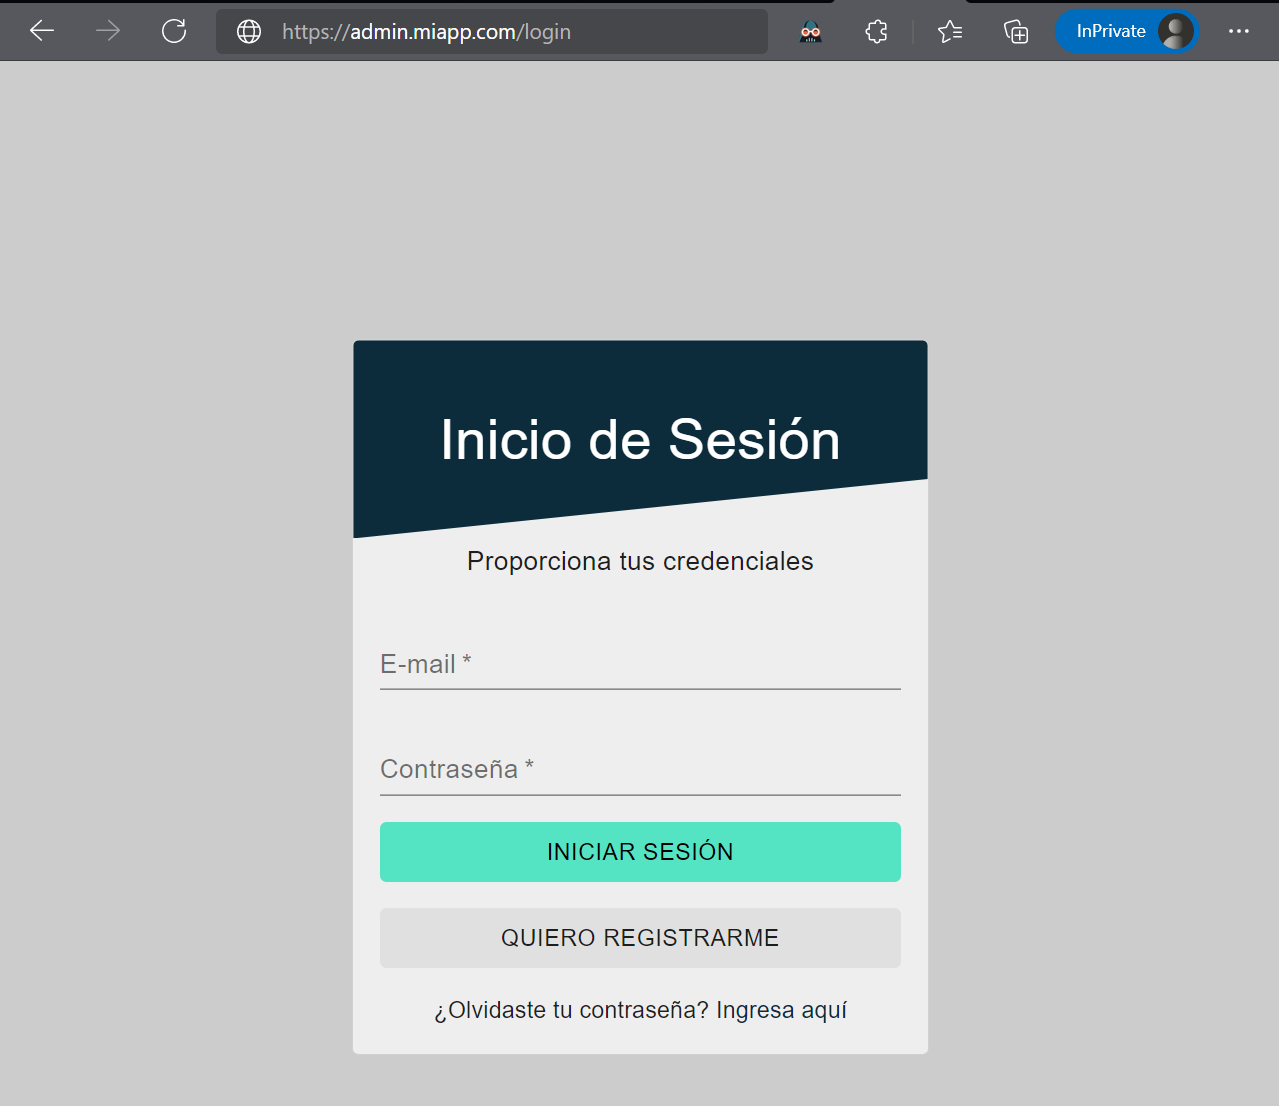 https://admin.miapp.com/login
InPrivate
Inicio de Sesión
Proporciona tus credenciales
E-mail *
Contraseña *
INICIAR SESIÓN
QUIERO REGISTRARME
¿Olvidaste tu contraseña? Ingresa aquí